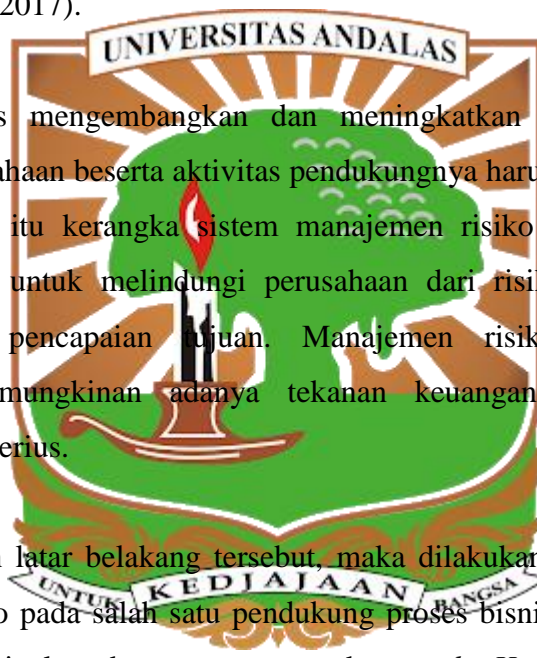 2017).
UNIVERSITAS ANDALAS
s mengembangkan dan meningkatkan
ahaan beserta aktivitas pendukungnya haru
itu kerangka sistem manajemen risiko
untuk melindungi perusahaan dari risi
pencapaian tujuan. Manajemen risik
mungkinan adanya tekanan keuangan
erius.
latar belakang tersebut, maka dilakukan
o pada salah satu pendukung proses bisni
UNTUK KEDJAJAAN BANGSA